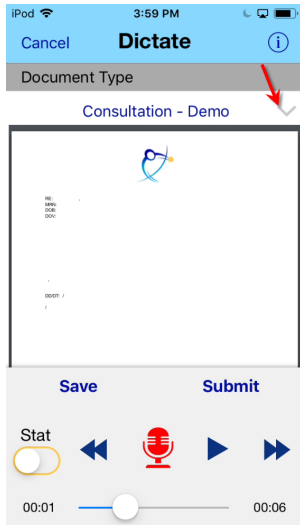 iPod 3:59 PM
Cancel Dictate
Document Type
Consultation - Demo
RE:
MRN:
DOB:
DOV:
DD/DT: /
/
Save Submit
Stat
00:01 00:06